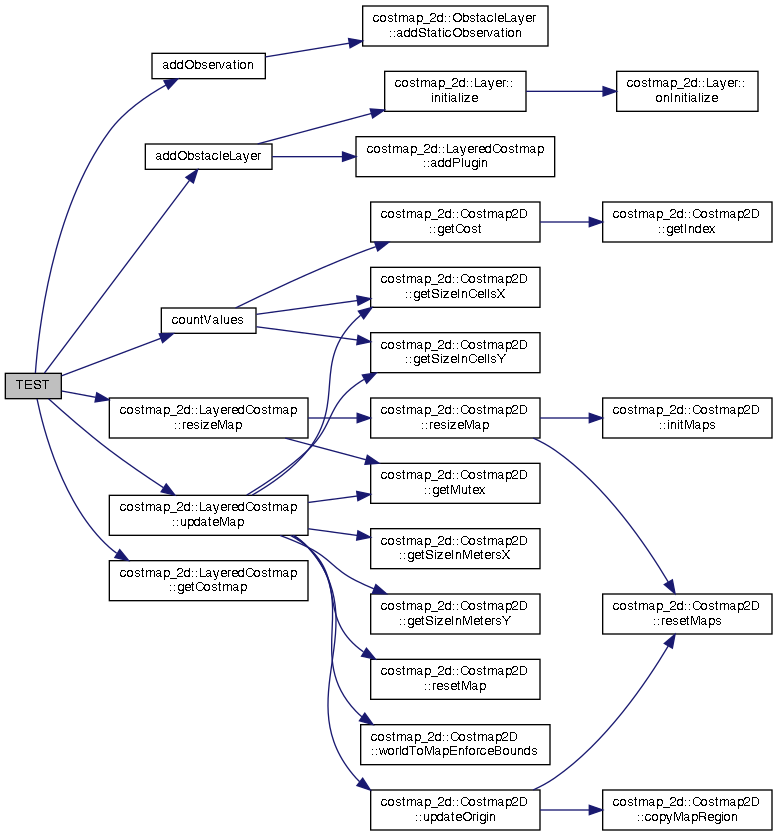 TEST
addObservation
costmap_2d::ObstacleLayer
::addStaticObservation
addObstacleLayer
costmap_2d::Layer::
initialize
costmap_2d::Layer::
onInitialize
costmap_2d::LayeredCostmap
::addPlugin
countValues
costmap_2d::Costmap2D
::getCost
costmap_2d::Costmap2D
::getIndex
costmap_2d::Costmap2D
::getSizeInCellsX
costmap_2d::Costmap2D
::getSizeInCellsY
costmap_2d::LayeredCostmap
::resizeMap
costmap_2d::Costmap2D
::resizeMap
costmap_2d::Costmap2D
::initMaps
costmap_2d::Costmap2D
::getMutex
costmap_2d::LayeredCostmap
::updateMap
costmap_2d::Costmap2D
::getSizeInMetersX
costmap_2d::LayeredCostmap
::getCostmap
costmap_2d::Costmap2D
::getSizeInMetersY
costmap_2d::Costmap2D
::resetMaps
costmap_2d::Costmap2D
::resetMap
costmap_2d::Costmap2D
::worldToMapEnforceBounds
costmap_2d::Costmap2D
::updateOrigin
costmap_2d::Costmap2D
::copyMapRegion